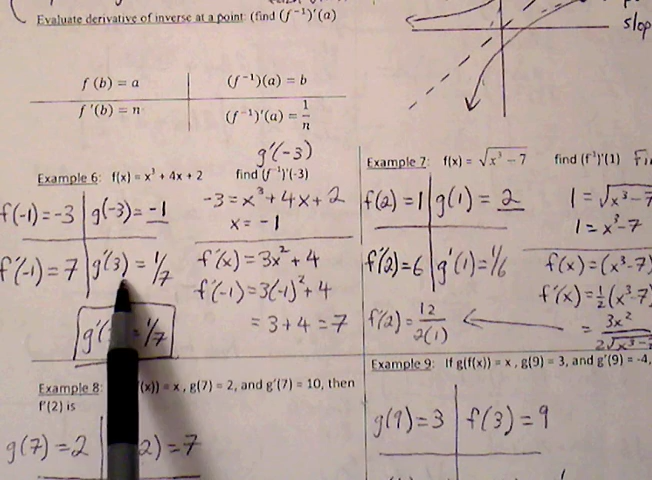 Evaluate derivative of inverse at a point: (find (f⁻¹)′(a)
slop
f (b) = a | (f⁻¹)(a) = b
f ′(b) = n | (f⁻¹)′(a) = 1/n
g′(-3)
Example 6: f(x) = x³ + 4x + 2 find (f⁻¹)′(-3)
f(-1) = -3 | g(-3) = -1
-3 = x³ + 4x + 2
x = -1
f′(-1) = 7 | g′(3) = 1/7
f′(x) = 3x² + 4
f′(-1) = 3(-1)² + 4
= 3 + 4 = 7
g′( = 1/7
Example 7: f(x) = √x³ − 7 find (f⁻¹)′(1)
f(2) = 1 | g(1) = 2
1 = √x³-7
1 = x³-7
f′(2) = 6 | g′(1) = 1/6
f(x) = (x³-7)
f′(x) = ½(x³-7)
f′(2) = 12/2(1)
= 3x²/2√x³-7
Example 8: (x)) = x , g(7) = 2, and g′(7) = 10, then
f′(2) is
g(7) = 2 | 2) = 7
Example 9: If g(f(x)) = x , g(9) = 3, and g′(9) = -4,
g(9) = 3 | f(3) = 9